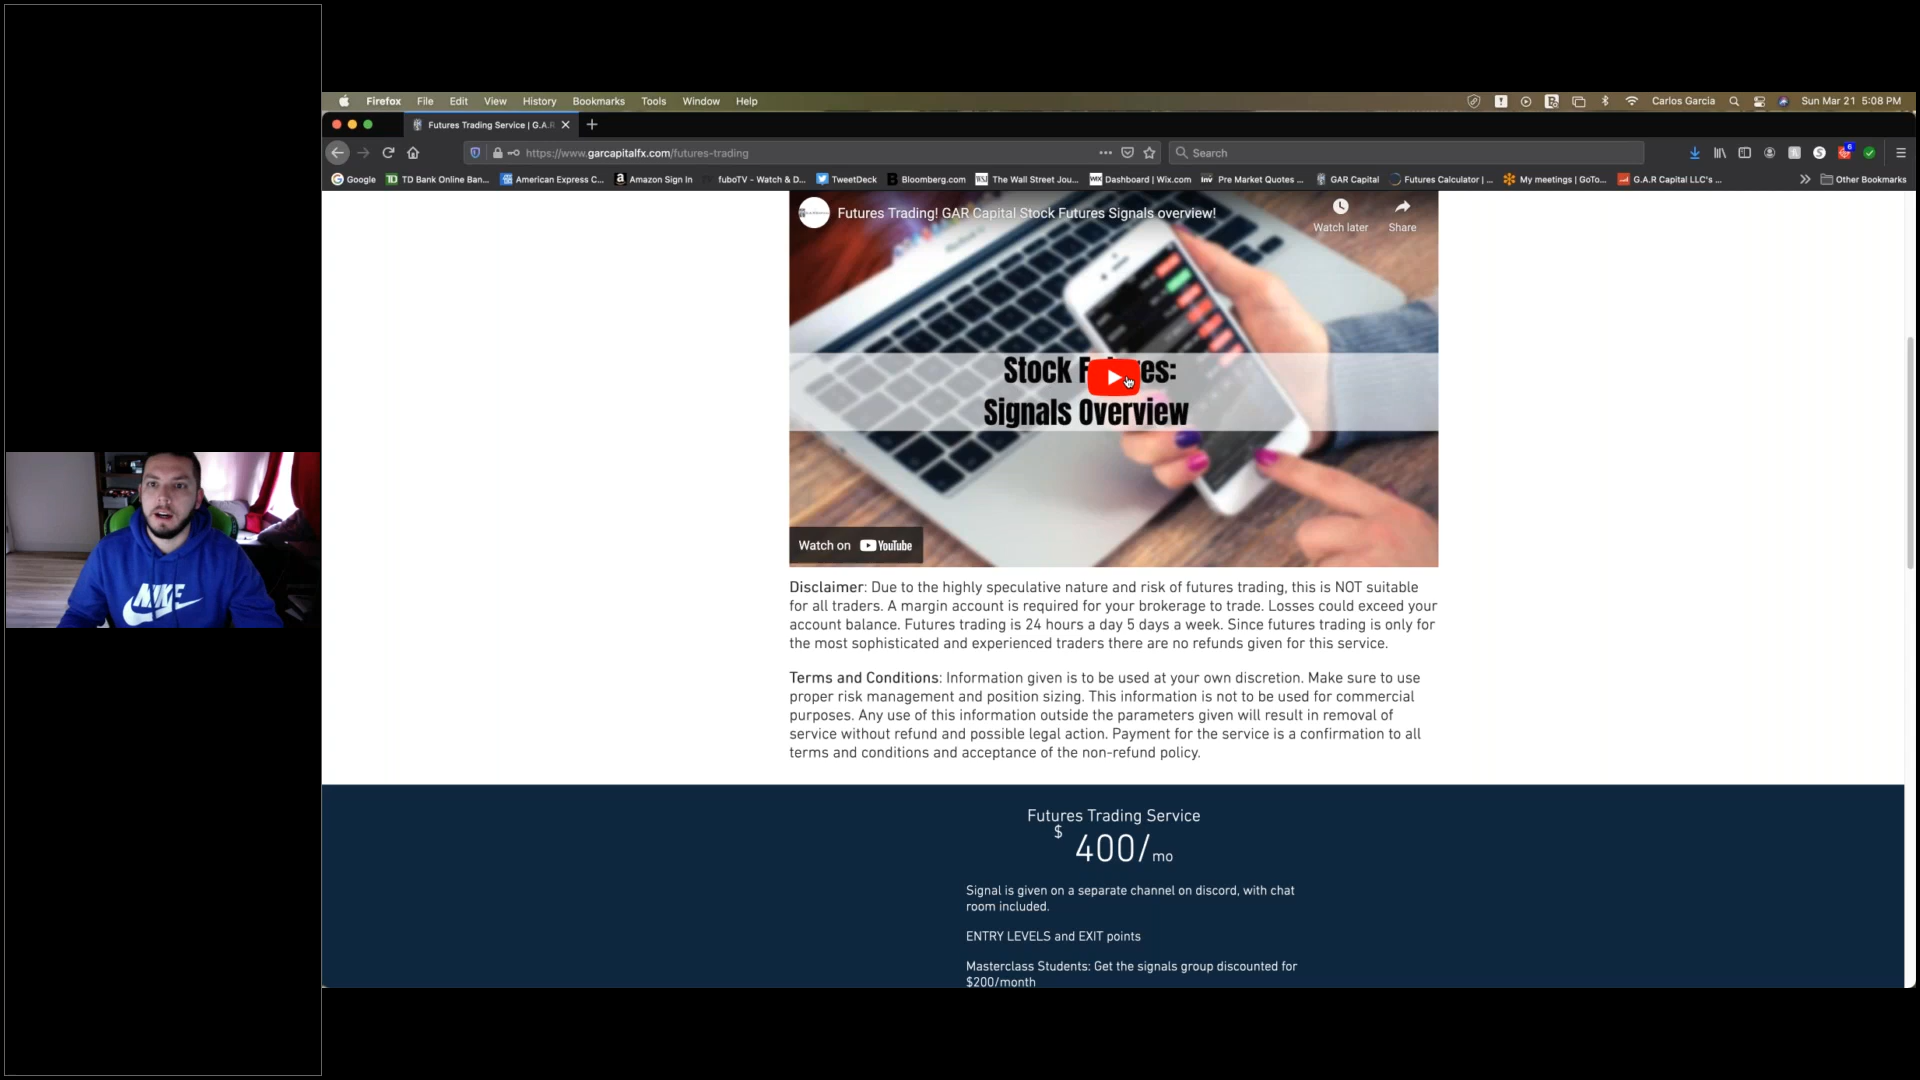 Firefox File Edit View History Bookmarks Tools Window Help Carlos Garcia Sun Mar 21 5:08 PM
Futures Trading Service | G.A.R
https://www.garcapitalfx.com/futures-trading Search
6
Google TD Bank Online Ban... American Express C... Amazon Sign In fuboTV - Watch & D... TweetDeck Bloomberg.com The Wall Street Jou... Dashboard | Wix.com Pre Market Quotes ... GAR Capital Futures Calculator | ... My meetings | GoTo... G.A.R Capital LLC's ... Other Bookmarks
Futures Trading! GAR Capital Stock Futures Signals overview!
Watch later Share
Stock F es:
Signals Overview
Watch on YouTube
NIKE
Disclaimer: Due to the highly speculative nature and risk of futures trading, this is NOT suitable
for all traders. A margin account is required for your brokerage to trade. Losses could exceed your
account balance. Futures trading is 24 hours a day 5 days a week. Since futures trading is only for
the most sophisticated and experienced traders there are no refunds given for this service.
Terms and Conditions: Information given is to be used at your own discretion. Make sure to use
proper risk management and position sizing. This information is not to be used for commercial
purposes. Any use of this information outside the parameters given will result in removal of
service without refund and possible legal action. Payment for the service is a confirmation to all
terms and conditions and acceptance of the non-refund policy.
Futures Trading Service
$ 400/mo
Signal is given on a separate channel on discord, with chat
room included.
ENTRY LEVELS and EXIT points
Masterclass Students: Get the signals group discounted for
$200/month